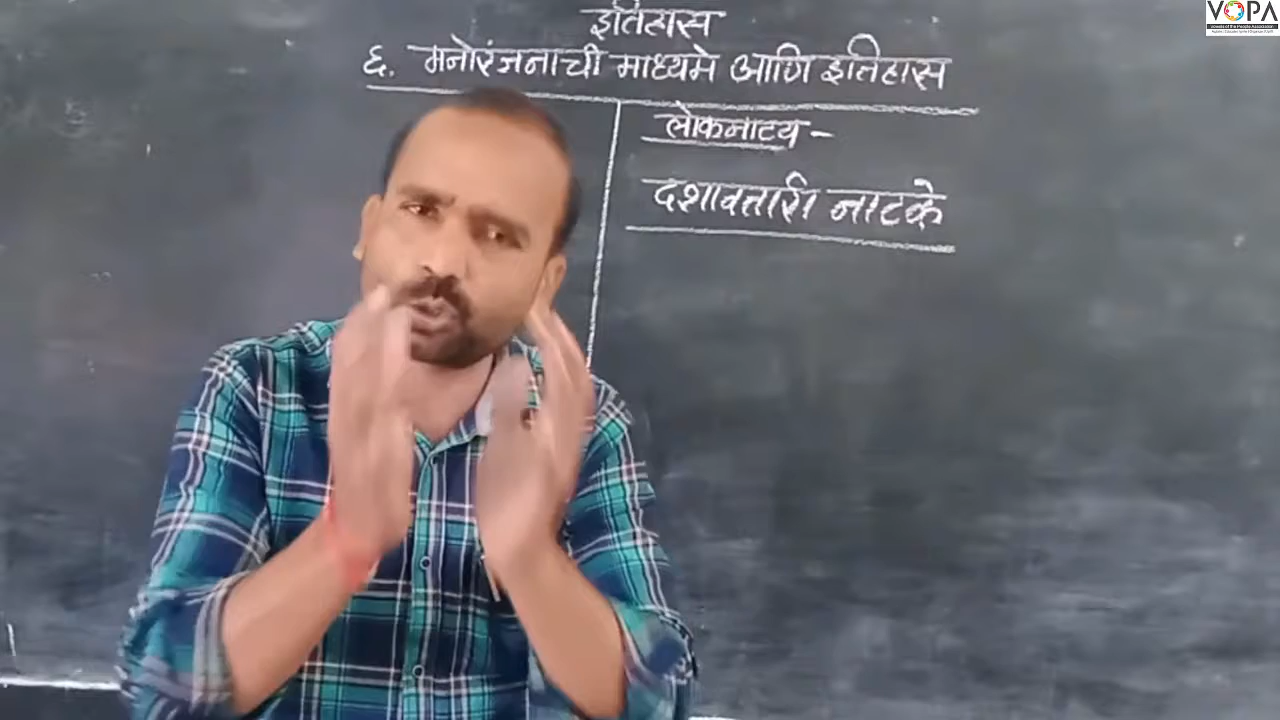 VOPA
इतिहास
६. मनोरंजनाची माध्यमे आणि इतिहास
लोकनाट्य -
दशावतारी नाटके